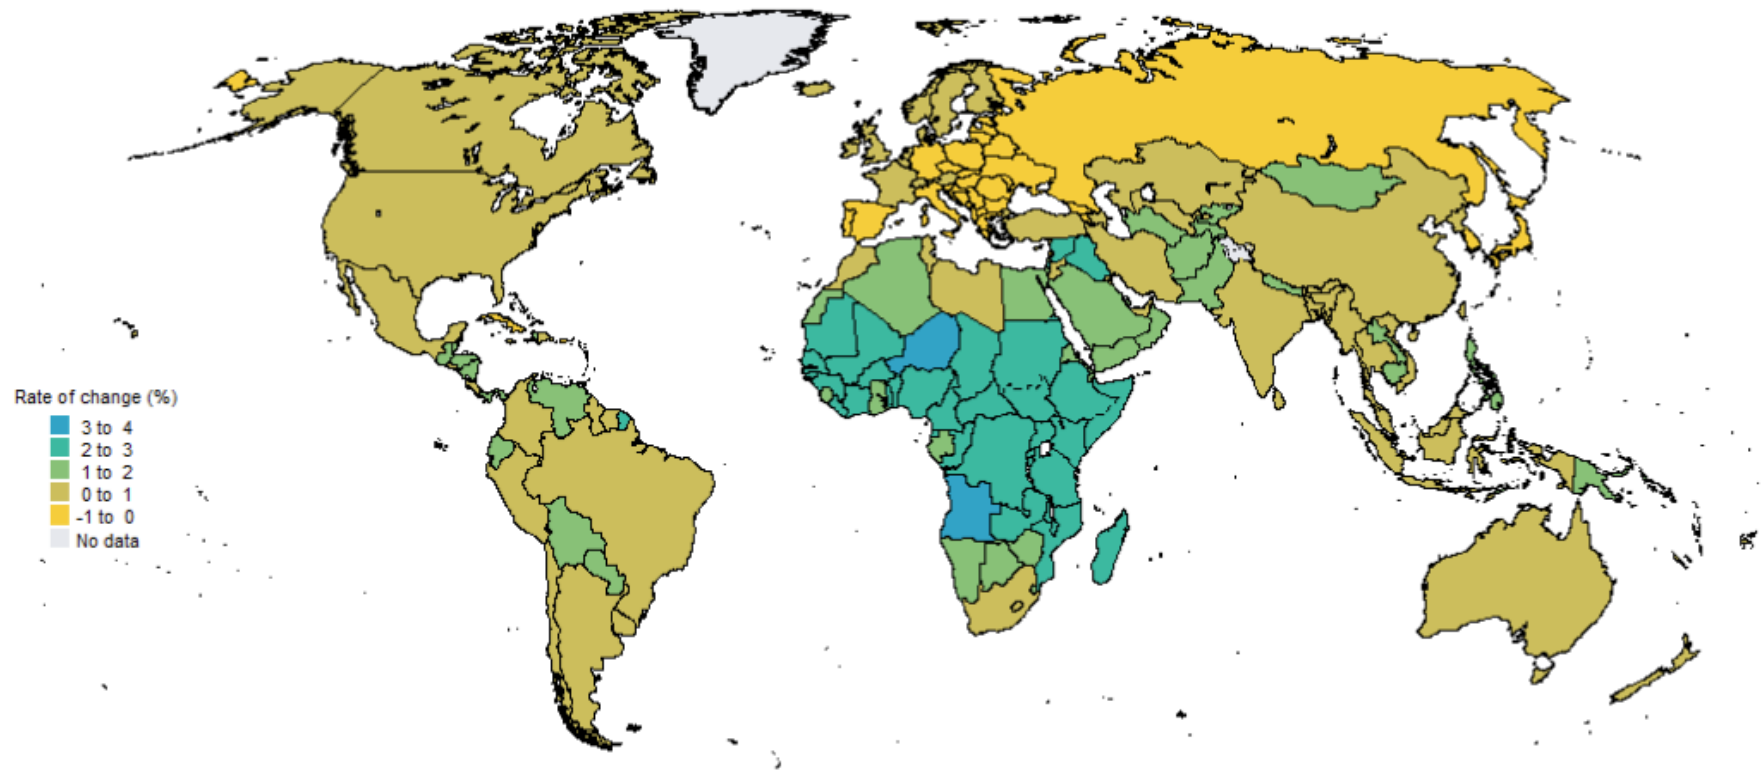 Rate of change (%)
3 to 4
2 to 3
1 to 2
0 to 1
-1 to 0
No data